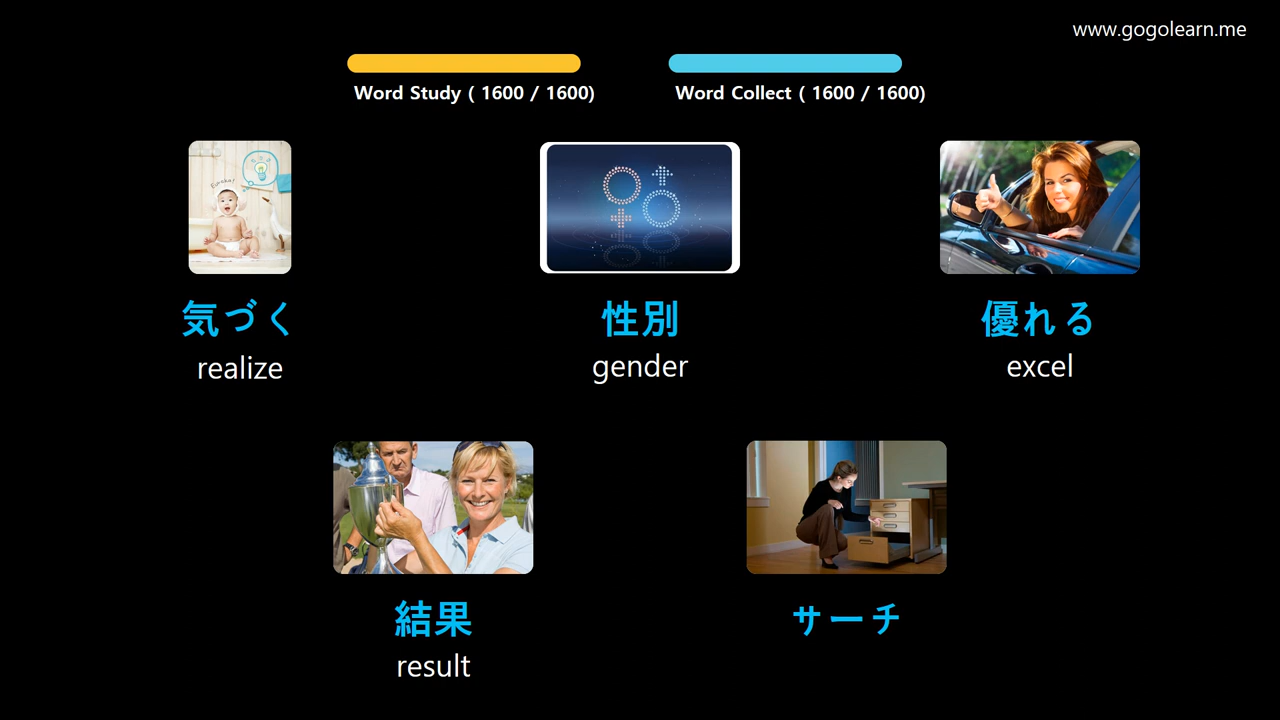 www.gogolearn.me
Word Study ( 1600 / 1600)
Word Collect ( 1600 / 1600)
Eureka!
気づく
性別
優れる
realize
gender
excel
結果
サーチ
result